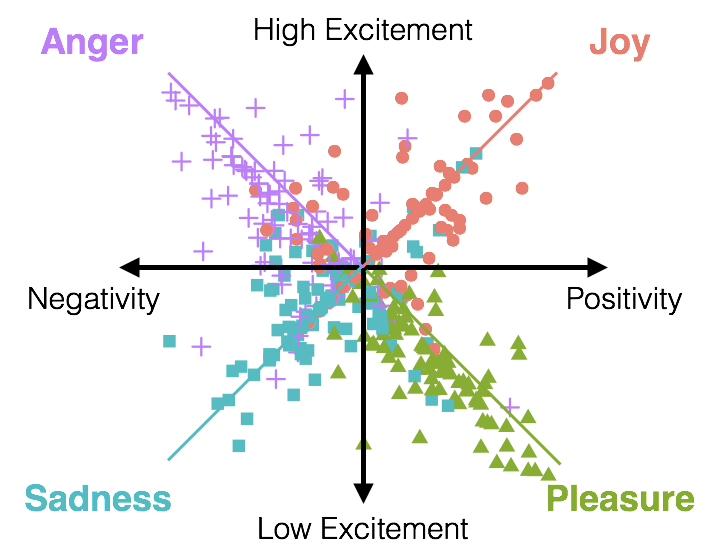 High Excitement
Anger
Joy
Negativity
Positivity
Sadness
Pleasure
Low Excitement